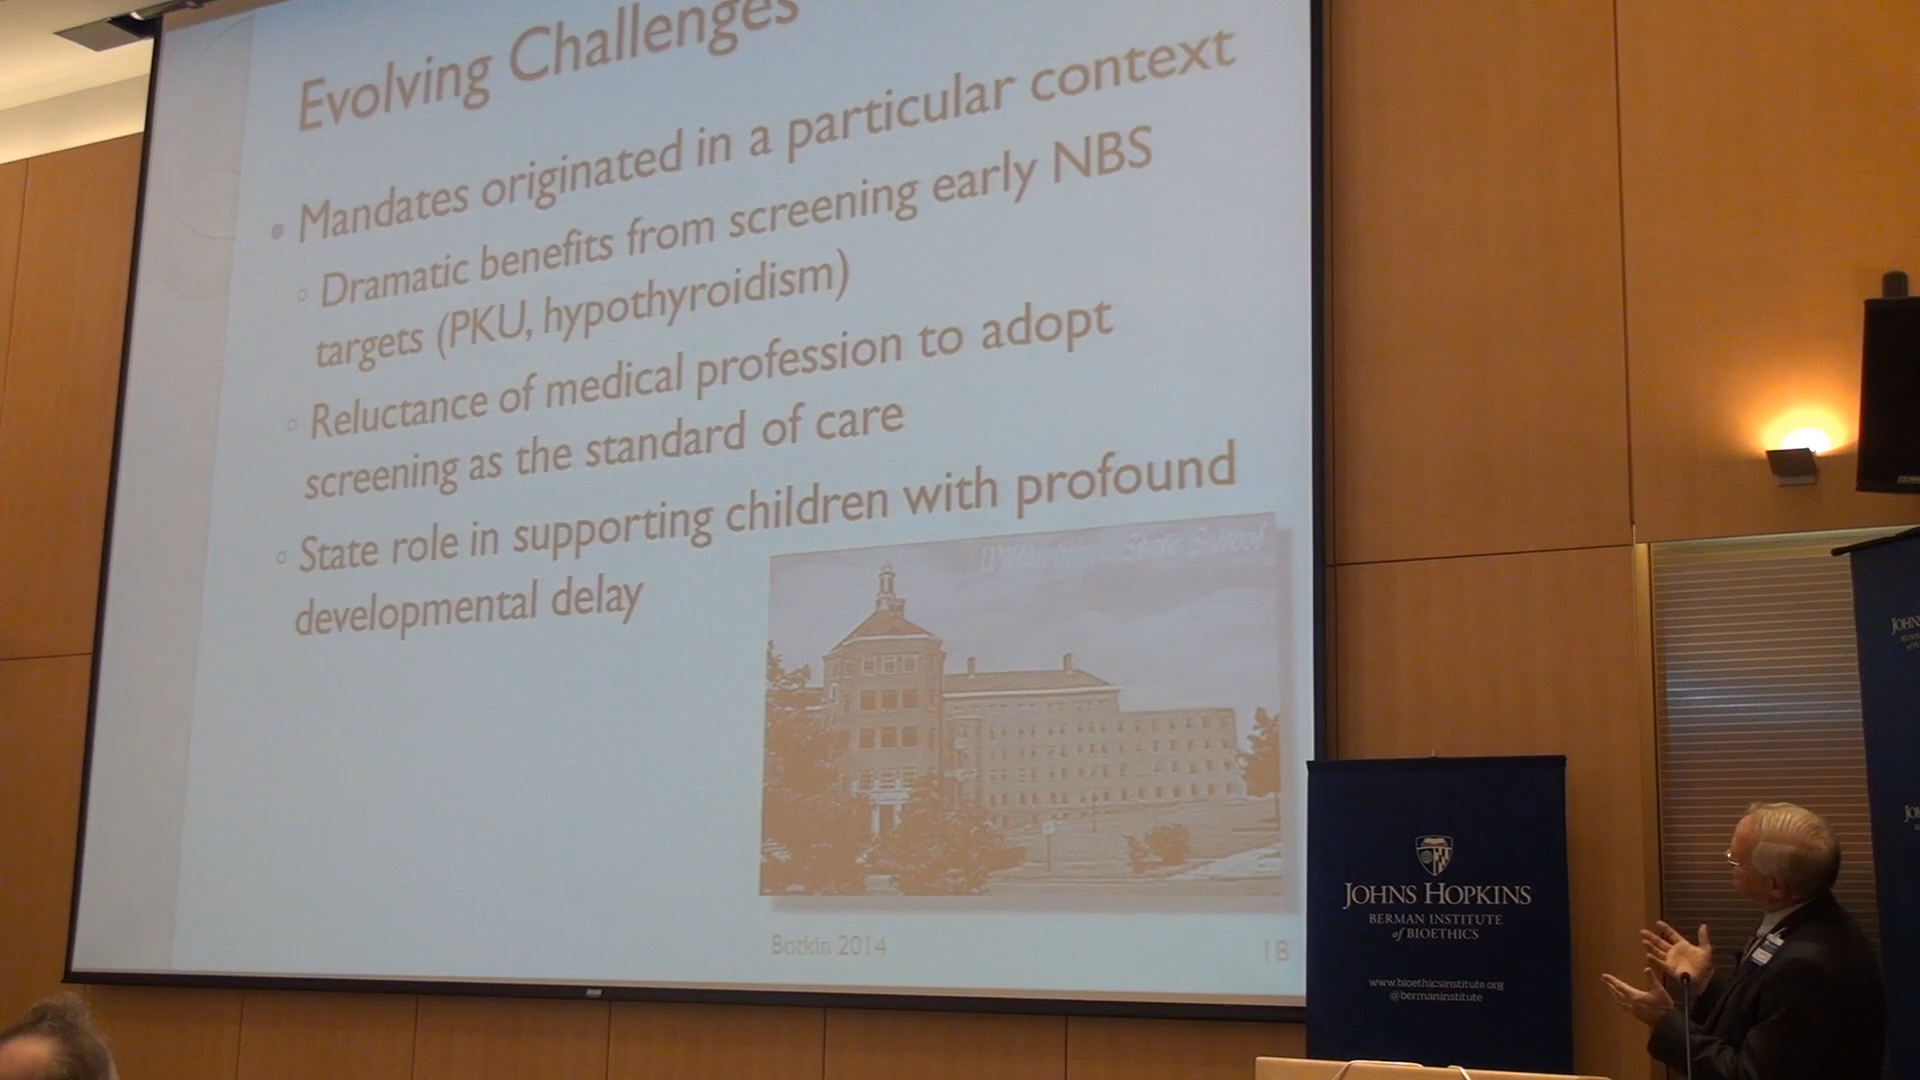 Evolving Challenges
Mandates originated in a particular context
Dramatic benefits from screening early NBS
targets (PKU, hypothyroidism)
Reluctance of medical profession to adopt
screening as the standard of care
State role in supporting children with profound
developmental delay
State School
Botkin 2014
18
JOHNS HOPKINS
BERMAN INSTITUTE
of BIOETHICS
www.bioethicsinstitute.org
@bermaninstitute